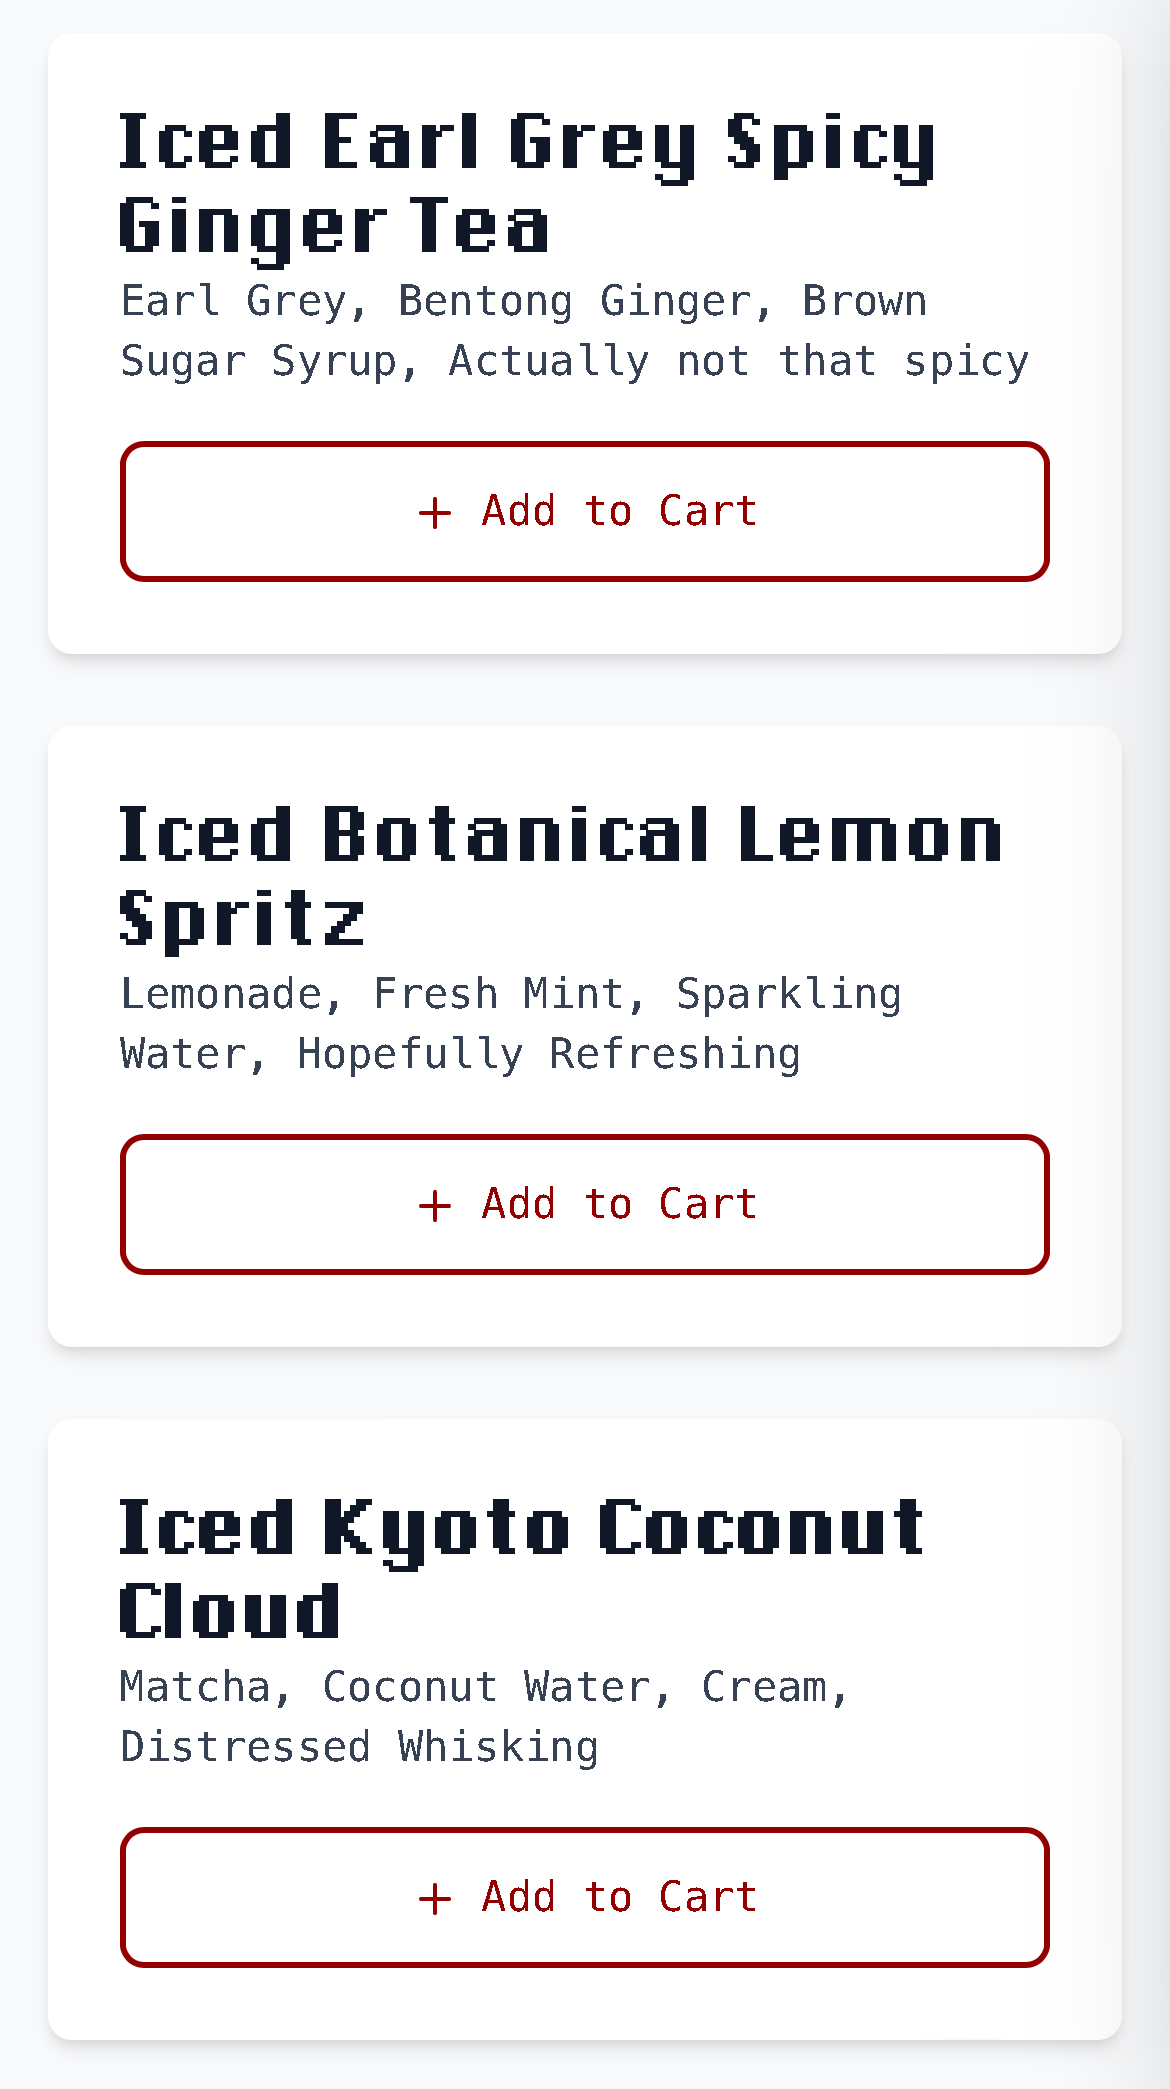 Iced Earl Grey Spicy
Ginger Tea
Earl Grey, Bentong Ginger, Brown
Sugar Syrup, Actually not that spicy
+ Add to Cart
Iced Botanical Lemon
Spritz
Lemonade, Fresh Mint, Sparkling
Water, Hopefully Refreshing
+ Add to Cart
Iced Kyoto Coconut
Cloud
Matcha, Coconut Water, Cream,
Distressed Whisking
+ Add to Cart